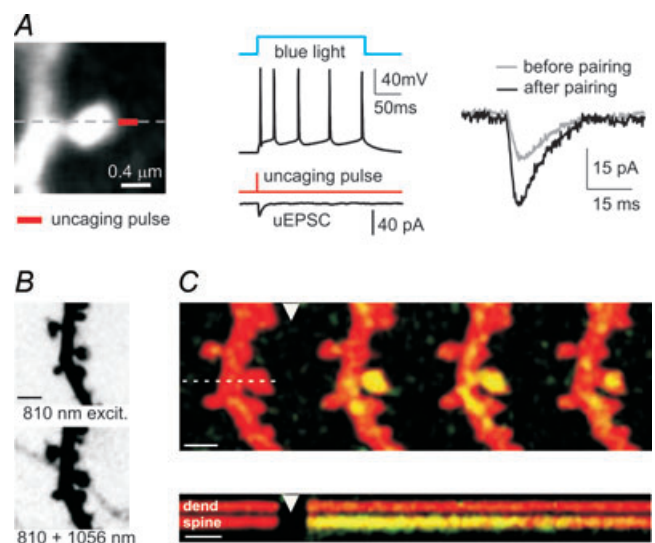 A
0.4 µm
uncaging pulse
blue light
40mV
50ms
uncaging pulse
uEPSC
40 pA
before pairing
after pairing
15 pA
15 ms
B
810 nm excit.
810 + 1056 nm
C
dend
spine